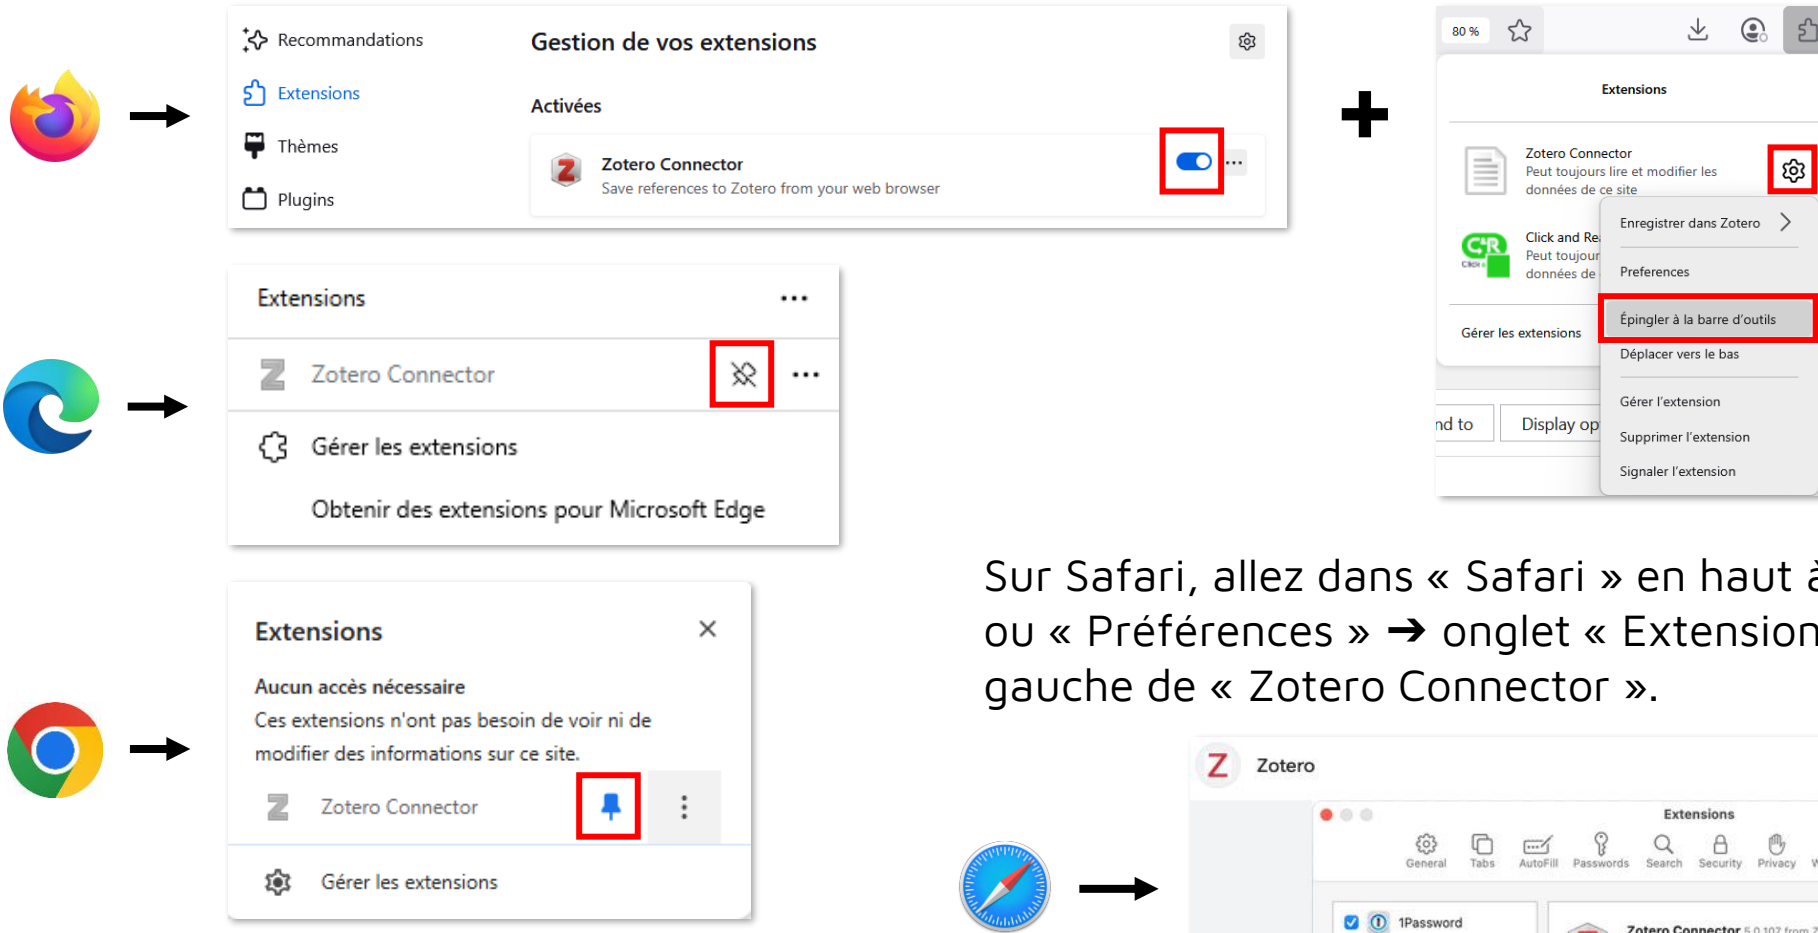 Recommandations
Extensions
Thèmes
Plugins
Gestion de vos extensions
Activées
Zotero Connector
Save references to Zotero from your web browser
80 %
Extensions
Zotero Connector
Peut toujours lire et modifier les
données de ce site
Click and Re
Peut toujour
données de
Gérer les extensions
Enregistrer dans Zotero
Preferences
Épingler à la barre d'outils
Déplacer vers le bas
Gérer l'extension
Supprimer l'extension
Signaler l'extension
nd to
Display op
Extensions
Zotero Connector
Gérer les extensions
Obtenir des extensions pour Microsoft Edge
Extensions
Aucun accès nécessaire
Ces extensions n'ont pas besoin de voir ni de
modifier des informations sur ce site.
Zotero Connector
Gérer les extensions
Sur Safari, allez dans « Safari » en haut à
ou « Préférences » ➔ onglet « Extension
gauche de « Zotero Connector ».
Zotero
Extensions
General Tabs AutoFill Passwords Search Security Privacy W
1Password
Zotero Connector 5.0.107 from